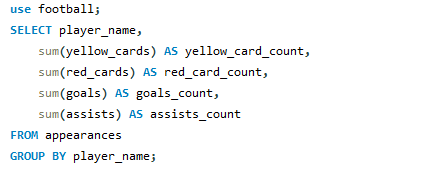 use football;
SELECT player_name,
sum(yellow_cards) AS yellow_card_count,
sum(red_cards) AS red_card_count,
sum(goals) AS goals_count,
sum(assists) AS assists_count
FROM appearances
GROUP BY player_name;